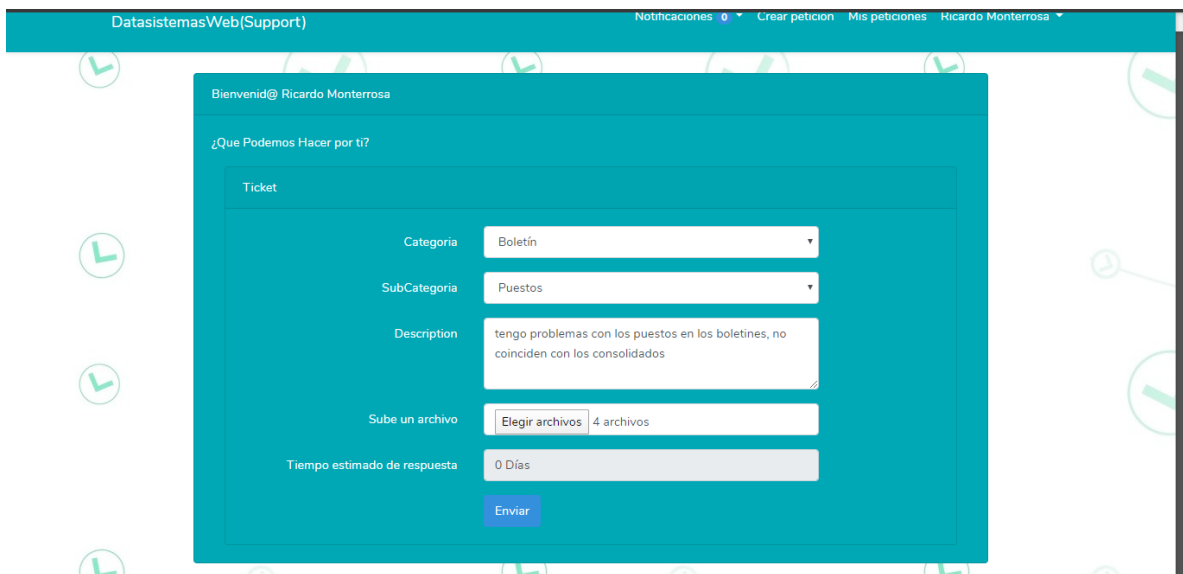 DatasistemasWeb(Support)
Notificaciones 0 Crear petición Mis peticiones Ricardo Monterrosa
Bienvenid@ Ricardo Monterrosa
¿Que Podemos Hacer por ti?
Ticket
Categoria Boletín
SubCategoria Puestos
Description tengo problemas con los puestos en los boletines, no
coinciden con los consolidados
Sube un archivo Elegir archivos 4 archivos
Tiempo estimado de respuesta 0 Días
Enviar